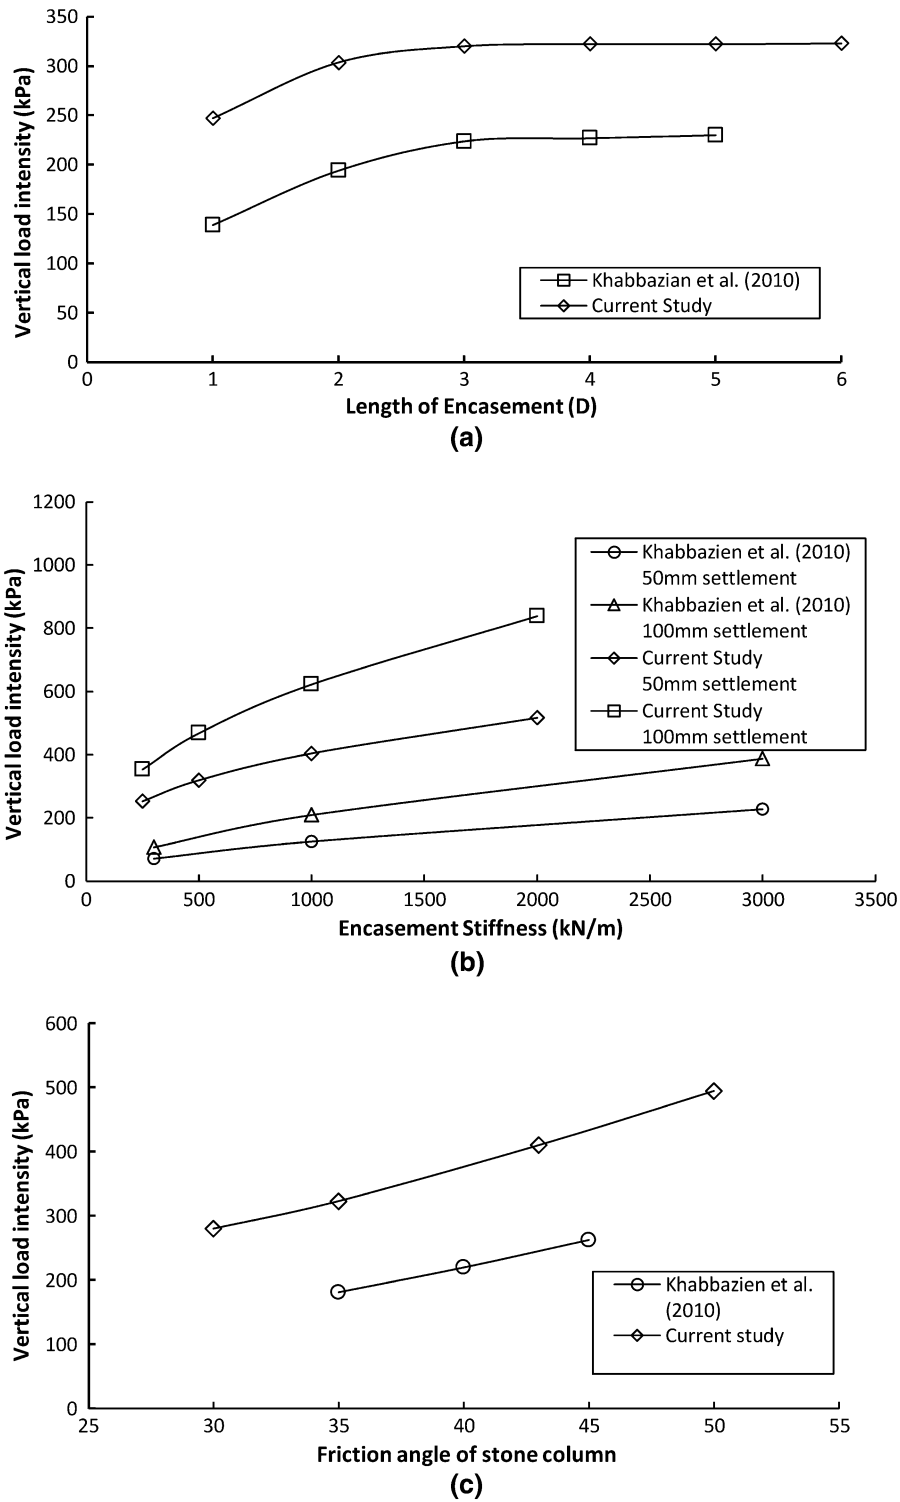 350
300
250
200
150
100
50
0
Vertical load intensity (kPa)
Khabbazian et al. (2010)
Current Study
0 1 2 3 4 5 6
Length of Encasement (D)
(a)
1200
1000
800
600
400
200
0
Vertical load intensity (kPa)
Khabbazien et al. (2010)
50mm settlement
Khabbazien et al. (2010)
100mm settlement
Current Study
50mm settlement
Current Study
100mm settlement
0 500 1000 1500 2000 2500 3000 3500
Encasement Stiffness (kN/m)
(b)
600
500
400
300
200
100
0
Vertical load intensity (kPa)
Khabbazien et al.
(2010)
Current study
25 30 35 40 45 50 55
Friction angle of stone column
(c)